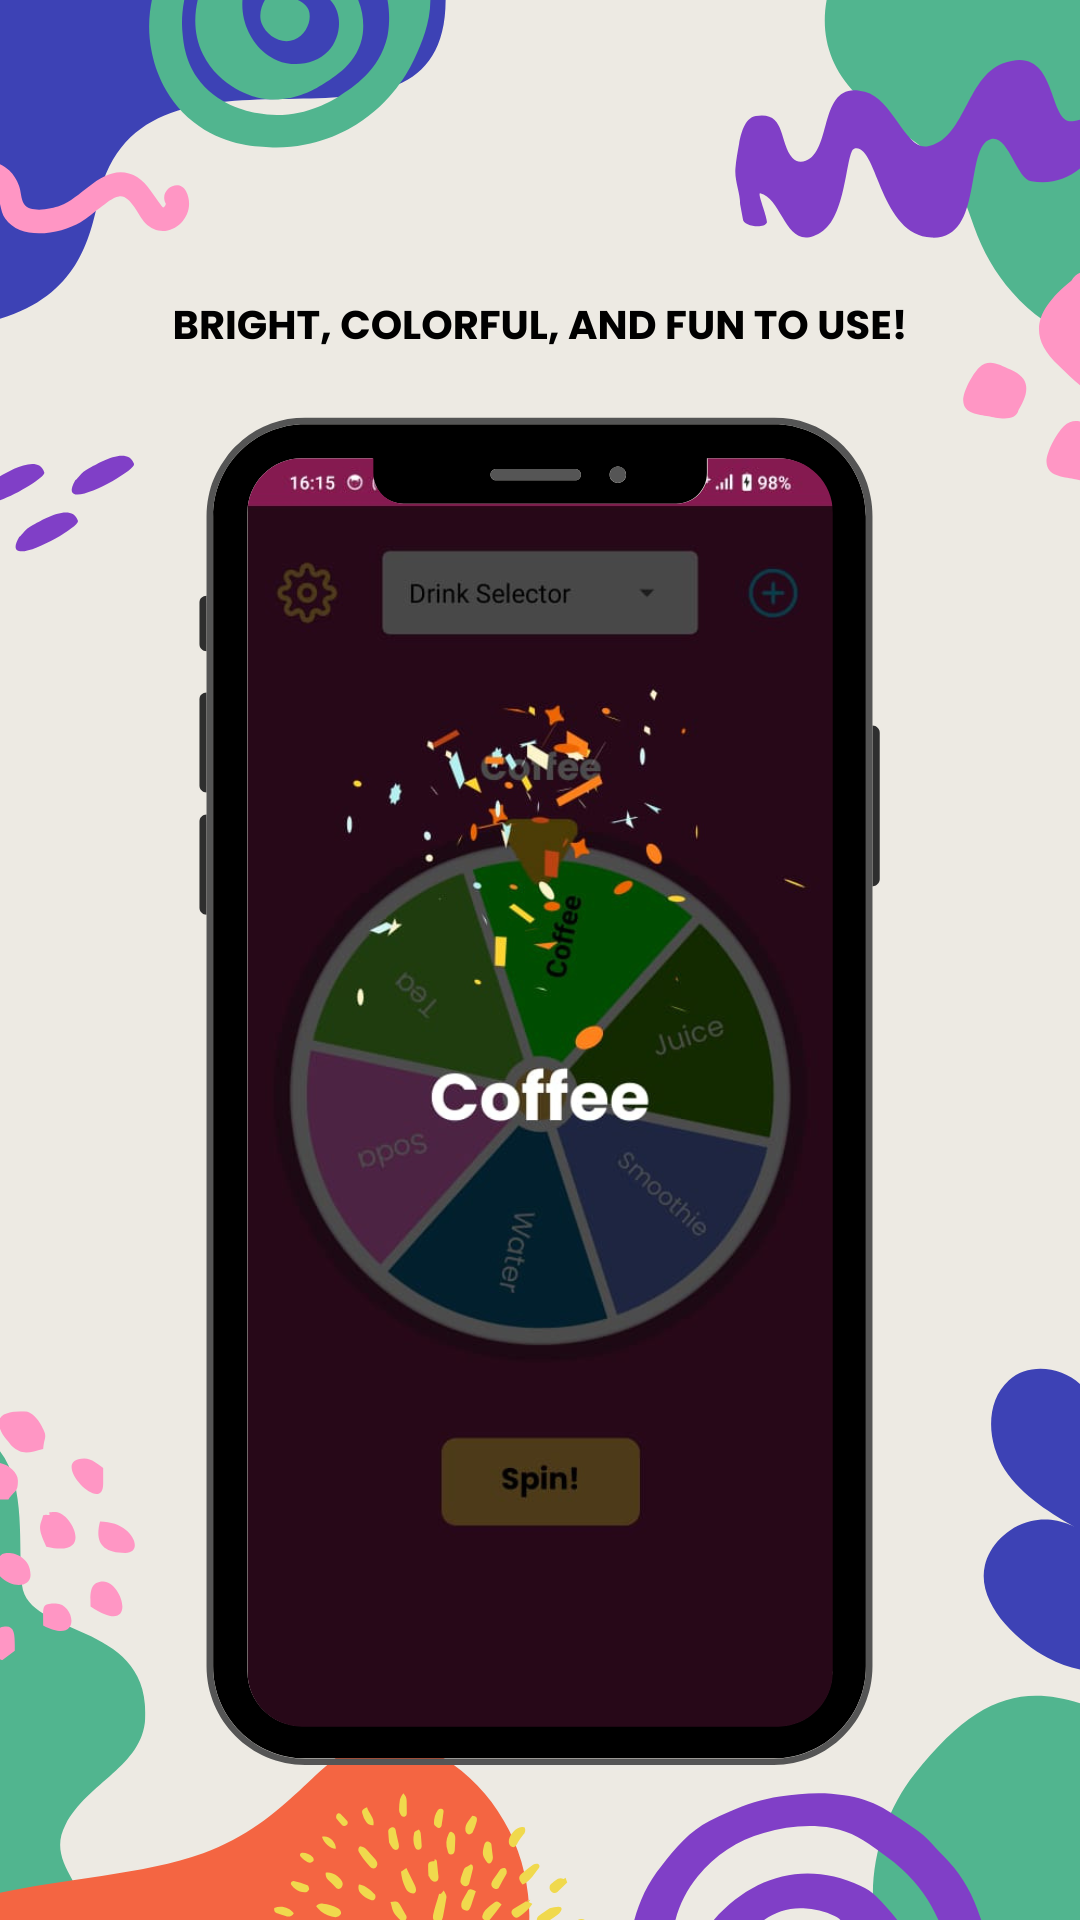 BRIGHT, COLORFUL, AND FUN TO USE!
16:15
98%
Drink Selector
Coffee
Coffee
Tea
Juice
Coffee
Soda
Smoothie
Water
Spin!